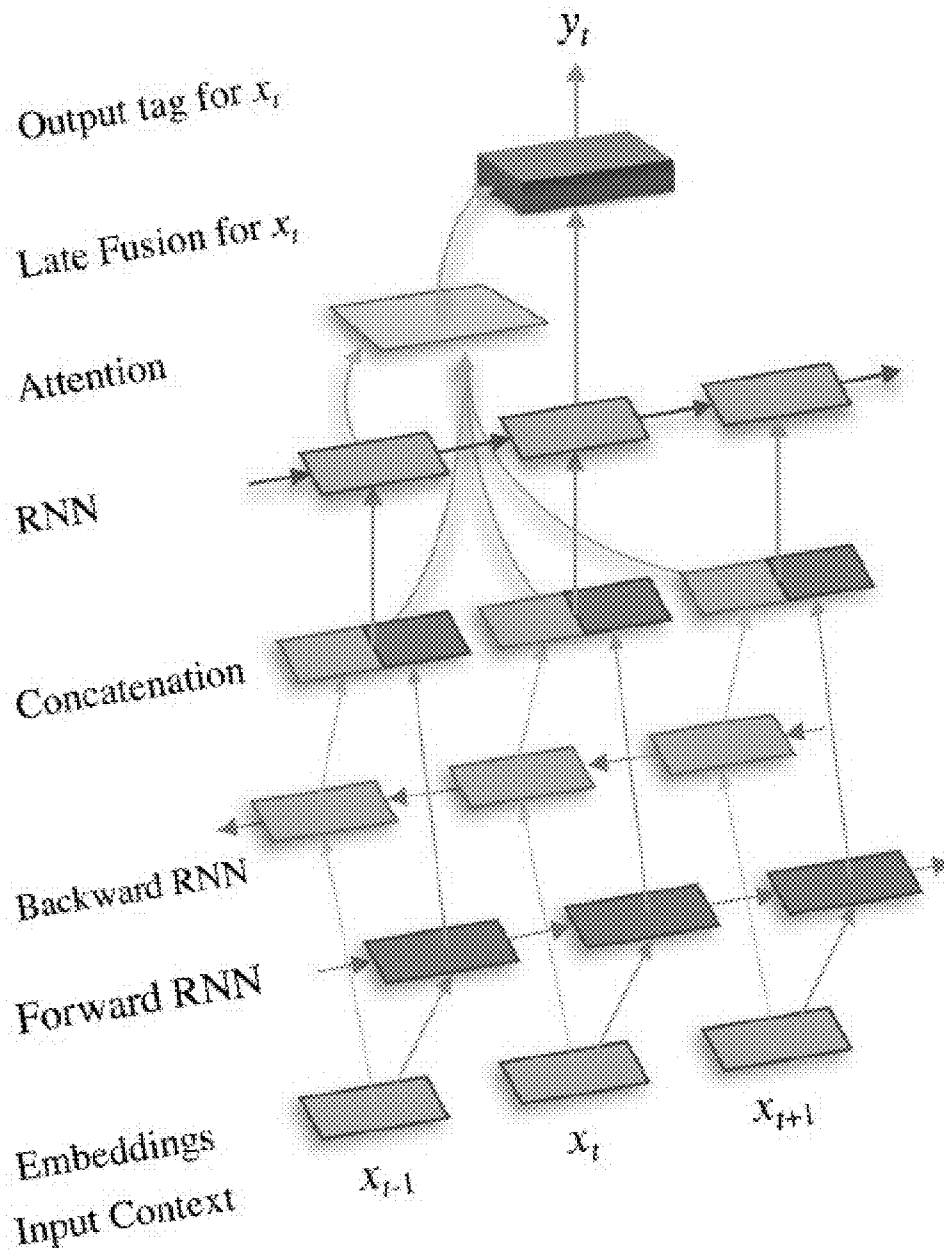 y_t
Output tag for x_t
Late Fusion for x_t
Attention
RNN
Concatenation
Backward RNN
Forward RNN
Embeddings
x_{t-1} x_t x_{t+1}
Input Context